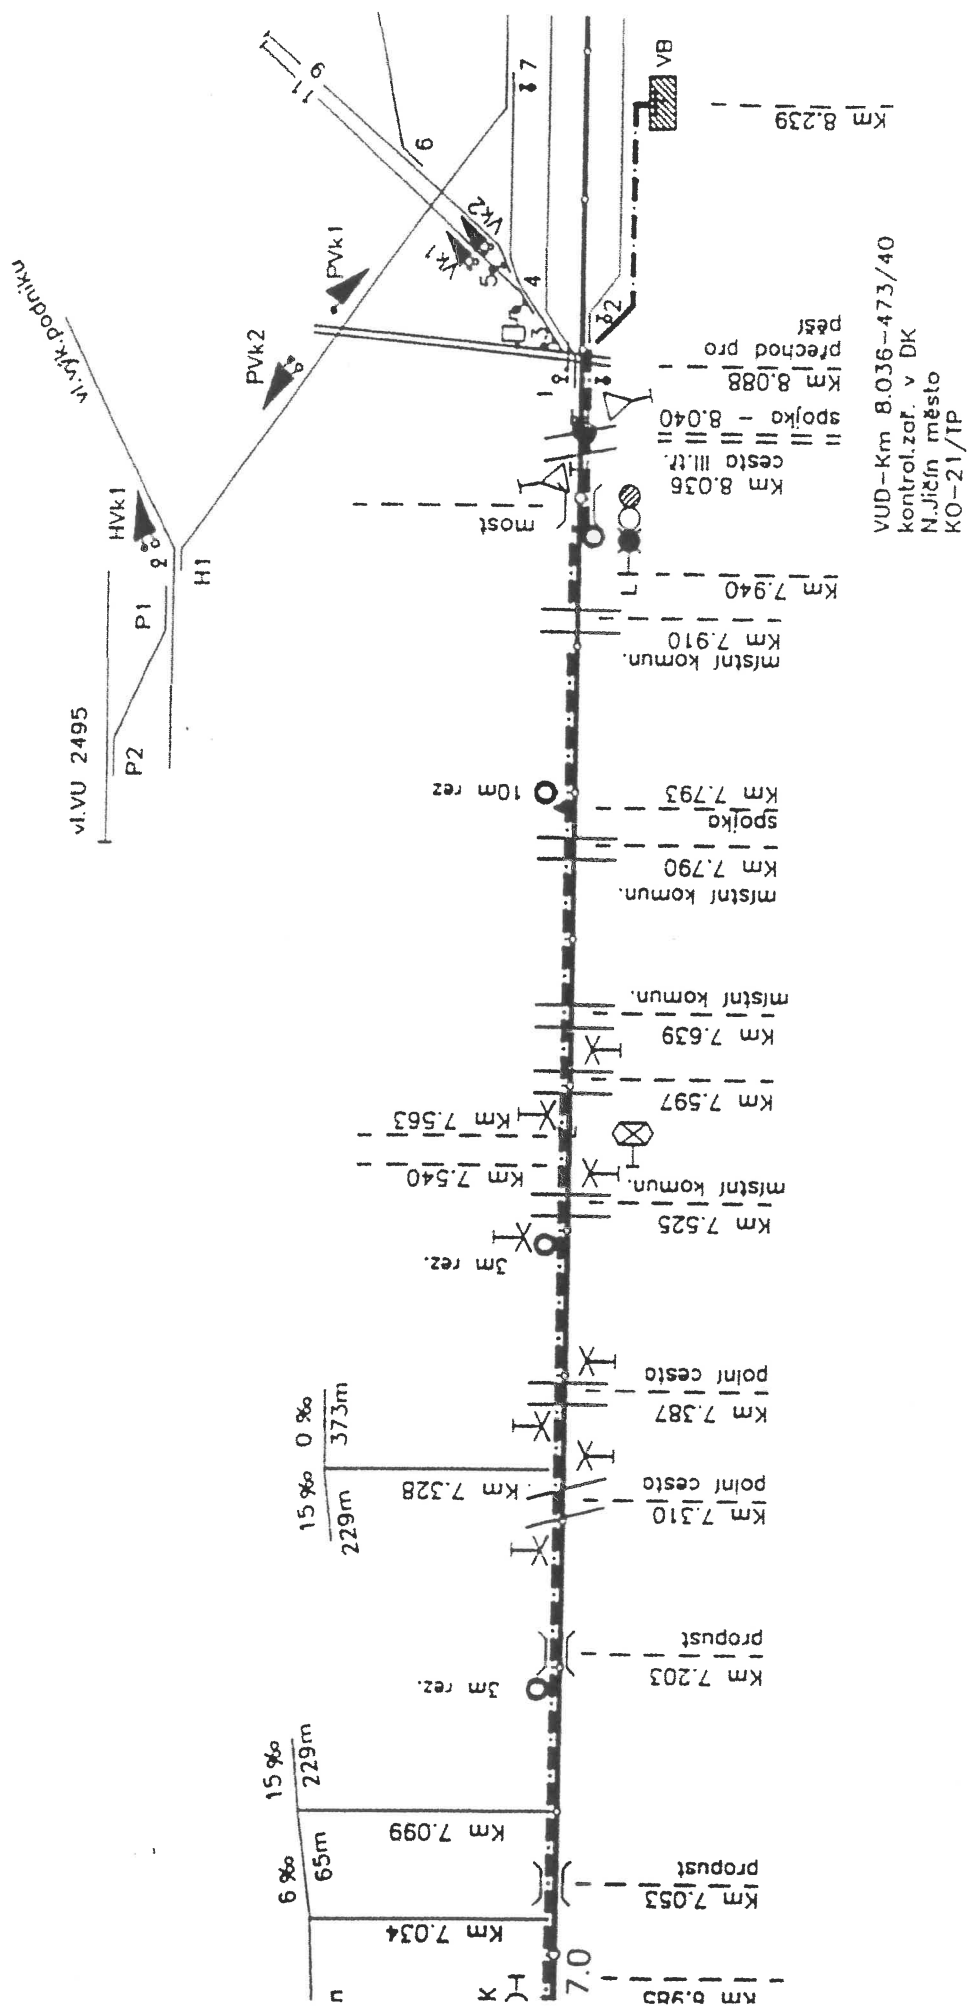 vl.výk.podniku
HVk1
H1
P1
P2
vl.VU 2495
PVk1
PVk2
Vk1
Vk2
11
9
6
7
5
4
3
1
2
VB
Km 8.239
přechod pro
pěší
Km 8.088
spojka - 8.040
cesta III.tř.
Km 8.036
VUD-Km 8.036-473/40
kontrol.zař. v DK
N.Jičín město
KO-21/TP
most
L
Km 7.940
Km 7.910
místní komun.
10m rez
Km 7.793
spojka
Km 7.790
místní komun.
místní komun.
Km 7.639
Km 7.597
Km 7.563
Km 7.540
místní komun.
Km 7.525
3m rez.
polní cesta
Km 7.387
0 ‰
373m
15 ‰
229m
Km 7.328
polní cesta
Km 7.310
propust
Km 7.203
3m rez.
15 ‰
229m
Km 7.099
6 ‰
65m
propust
Km 7.053
Km 7.034
7.0
K
n
Km 6.985